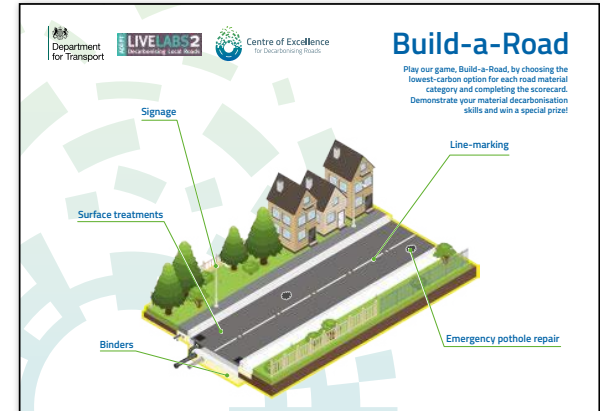 Department
for Transport
ADEPT
LIVELABS2
Decarbonising Local Roads
Centre of Excellence
for Decarbonising Roads
Build-a-Road
Play our game, Build-a-Road, by choosing the
lowest-carbon option for each road material
category and completing the scorecard.
Demonstrate your material decarbonisation
skills and win a special prize!
Signage
Line-marking
Surface treatments
Binders
Emergency pothole repair